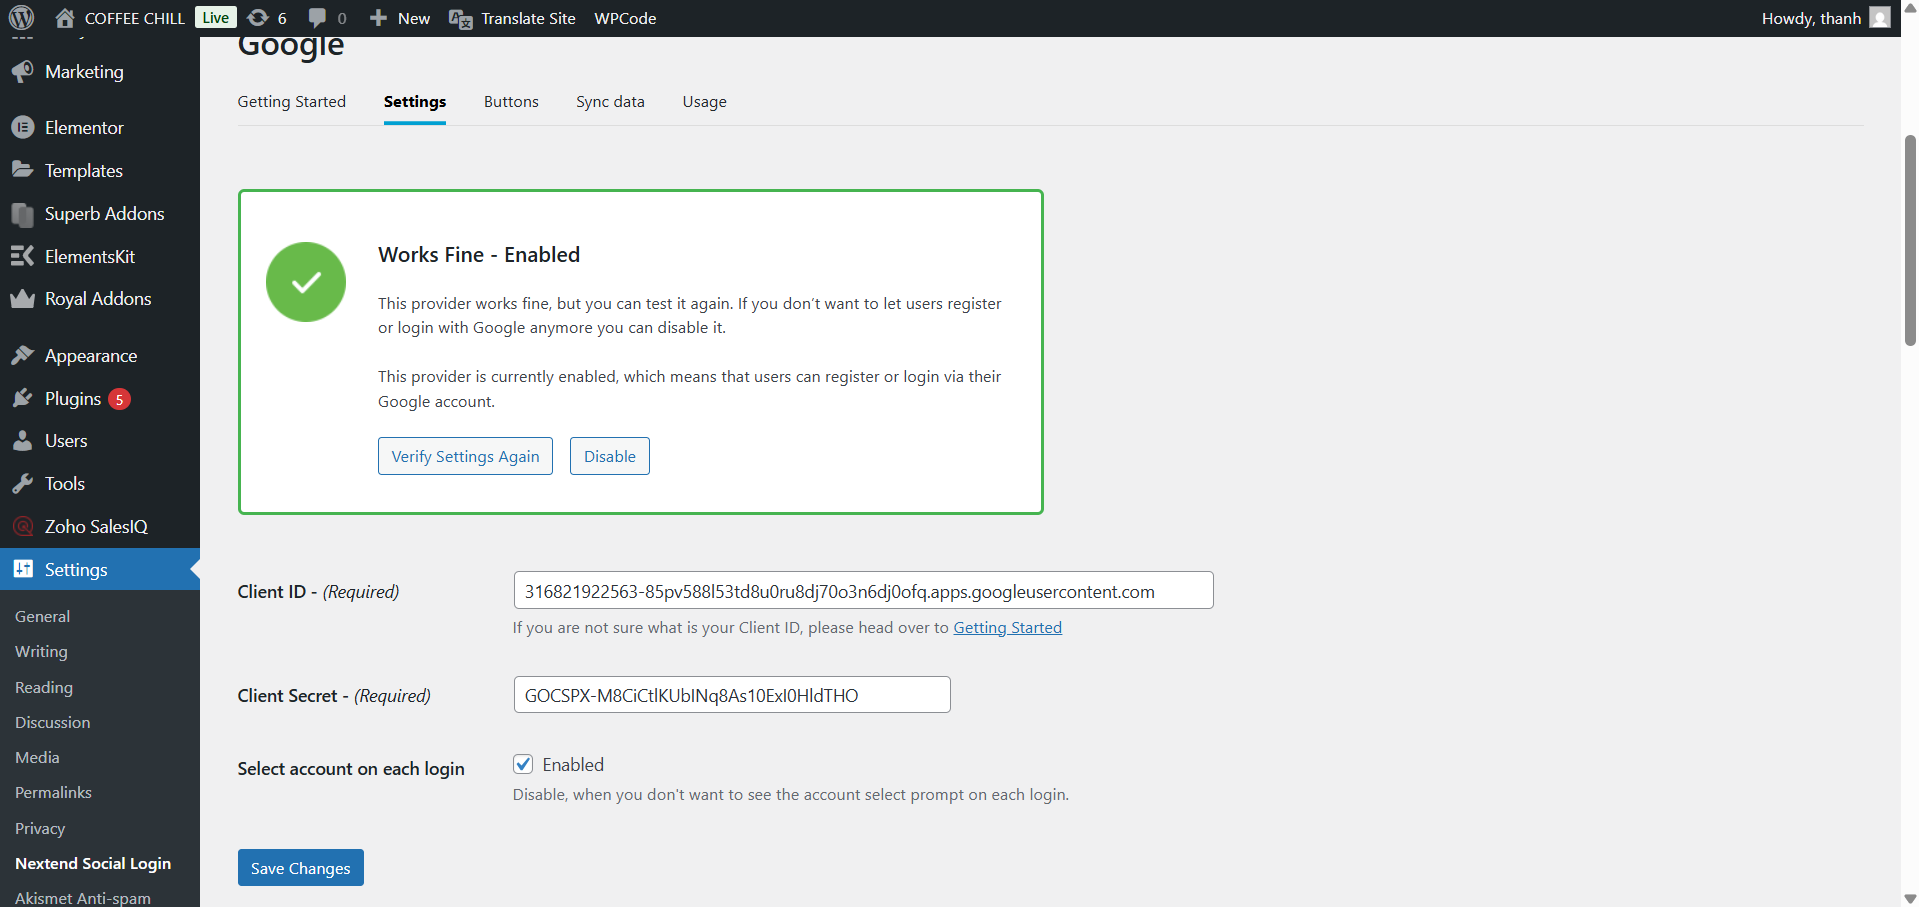 COFFEE CHILL Live 6 0 New Translate Site WPCode Howdy, thanh
Marketing
Elementor
Templates
Superb Addons
ElementsKit
Royal Addons
Appearance
Plugins 5
Users
Tools
Zoho SalesIQ
Settings
General
Writing
Reading
Discussion
Media
Permalinks
Privacy
Nextend Social Login
Akismet Anti-spam
Google
Getting Started Settings Buttons Sync data Usage
Works Fine - Enabled
This provider works fine, but you can test it again. If you don’t want to let users register
or login with Google anymore you can disable it.
This provider is currently enabled, which means that users can register or login via their
Google account.
Verify Settings Again Disable
Client ID - (Required) 316821922563-85pv588l53td8u0ru8dj70o3n6dj0ofq.apps.googleusercontent.com
If you are not sure what is your Client ID, please head over to Getting Started
Client Secret - (Required) 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
Select account on each login Enabled
Disable, when you don't want to see the account select prompt on each login.
Save Changes